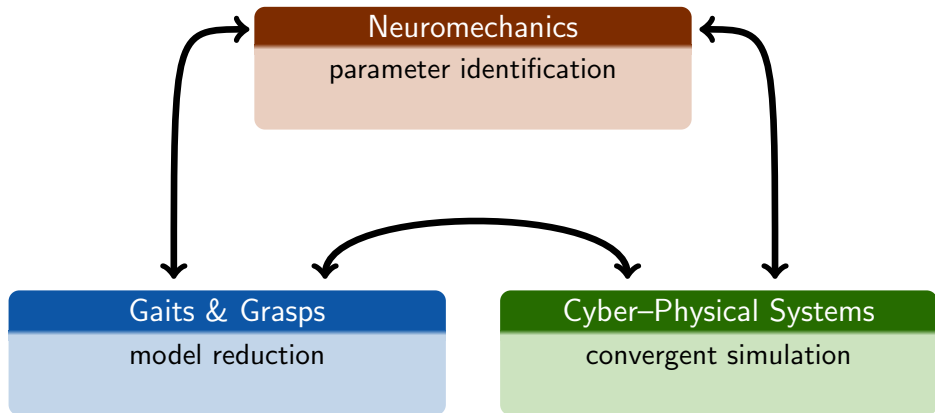 Neuromechanics
parameter identification
Gaits & Grasps
model reduction
Cyber–Physical Systems
convergent simulation